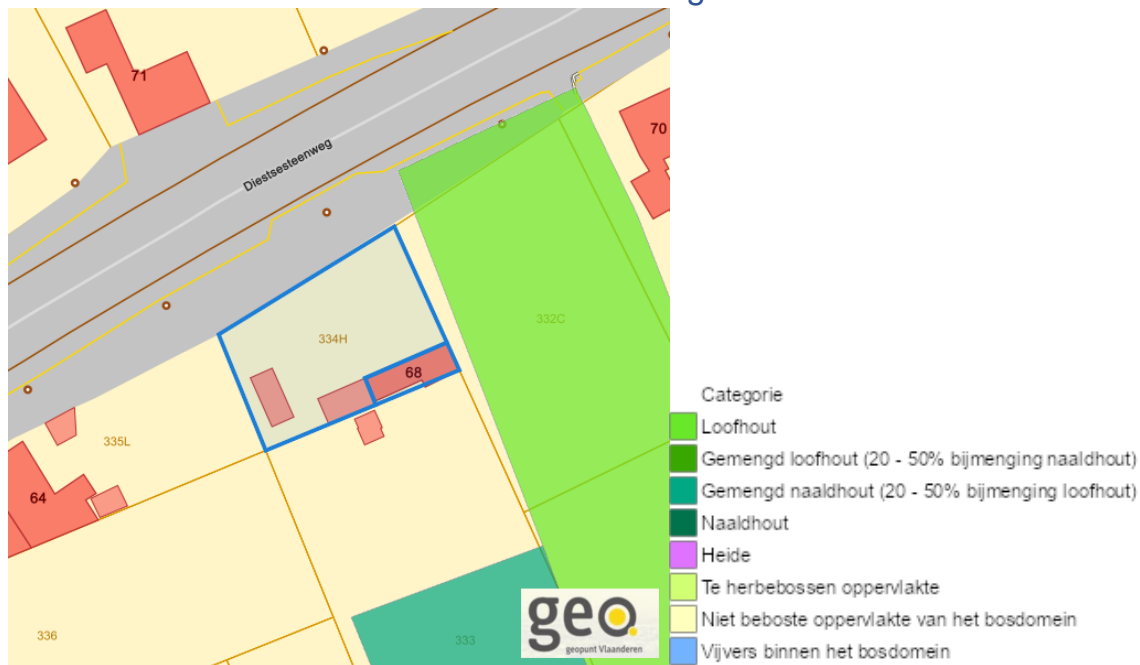 71
70
Diestsesteenweg
332C
334H
68
335L
64
336
333
geo.
geopunt Vlaanderen
Categorie
Loofhout
Gemengd loofhout (20 - 50% bijmenging naaldhout)
Gemengd naaldhout (20 - 50% bijmenging loofhout)
Naaldhout
Heide
Te herbebossen oppervlakte
Niet beboste oppervlakte van het bosdomein
Vijvers binnen het bosdomein